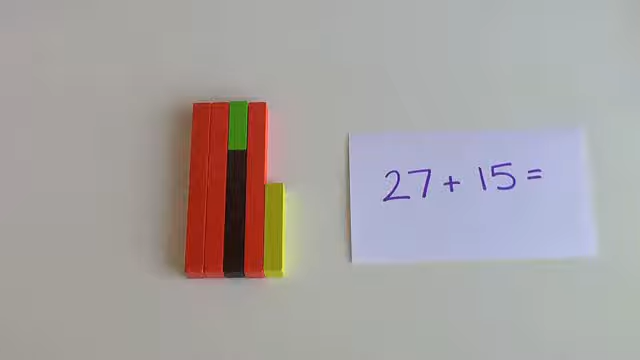 27 + 15 =